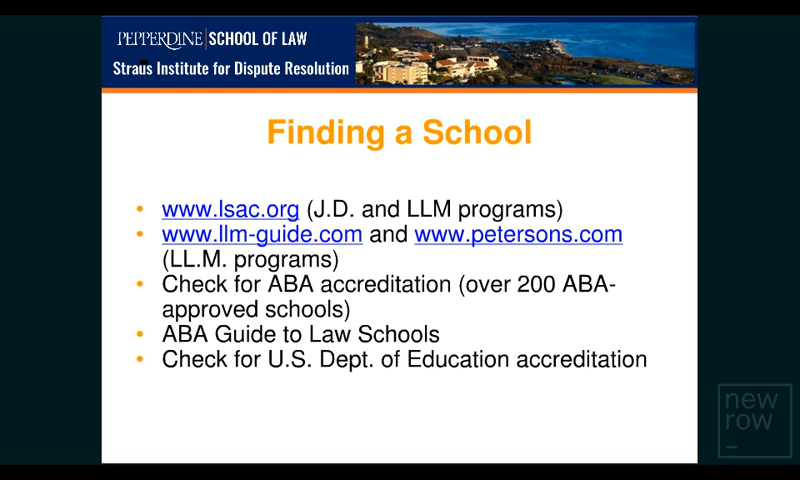 PEPPERDINE | SCHOOL OF LAW
Straus Institute for Dispute Resolution
Finding a School
• www.lsac.org (J.D. and LLM programs)
• www.llm-guide.com and www.petersons.com
(LL.M. programs)
• Check for ABA accreditation (over 200 ABA-
approved schools)
• ABA Guide to Law Schools
• Check for U.S. Dept. of Education accreditation
new
row
_